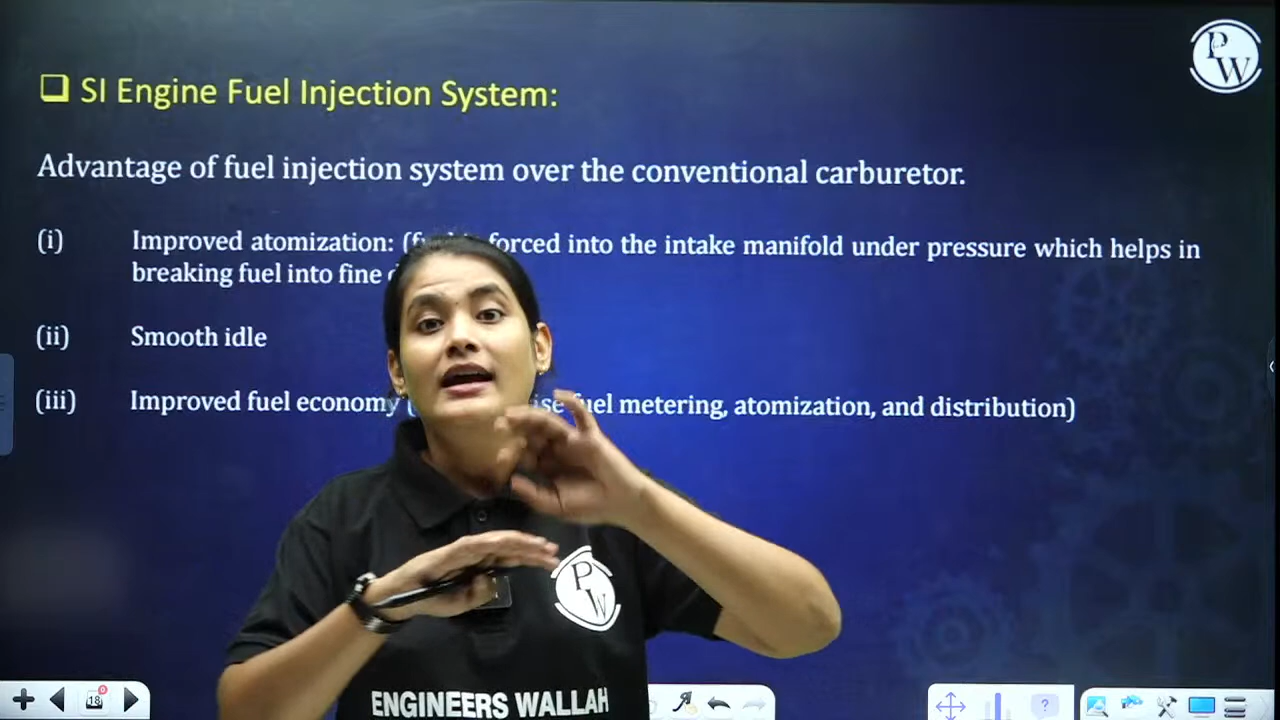 P W
❑ SI Engine Fuel Injection System:
Advantage of fuel injection system over the conventional carburetor.
(i) Improved atomization: ( forced into the intake manifold under pressure which helps in
breaking fuel into fine
(ii) Smooth idle
(iii) Improved fuel economy ( fuel metering, atomization, and distribution)
P W
ENGINEERS WALLAH
18
0
?